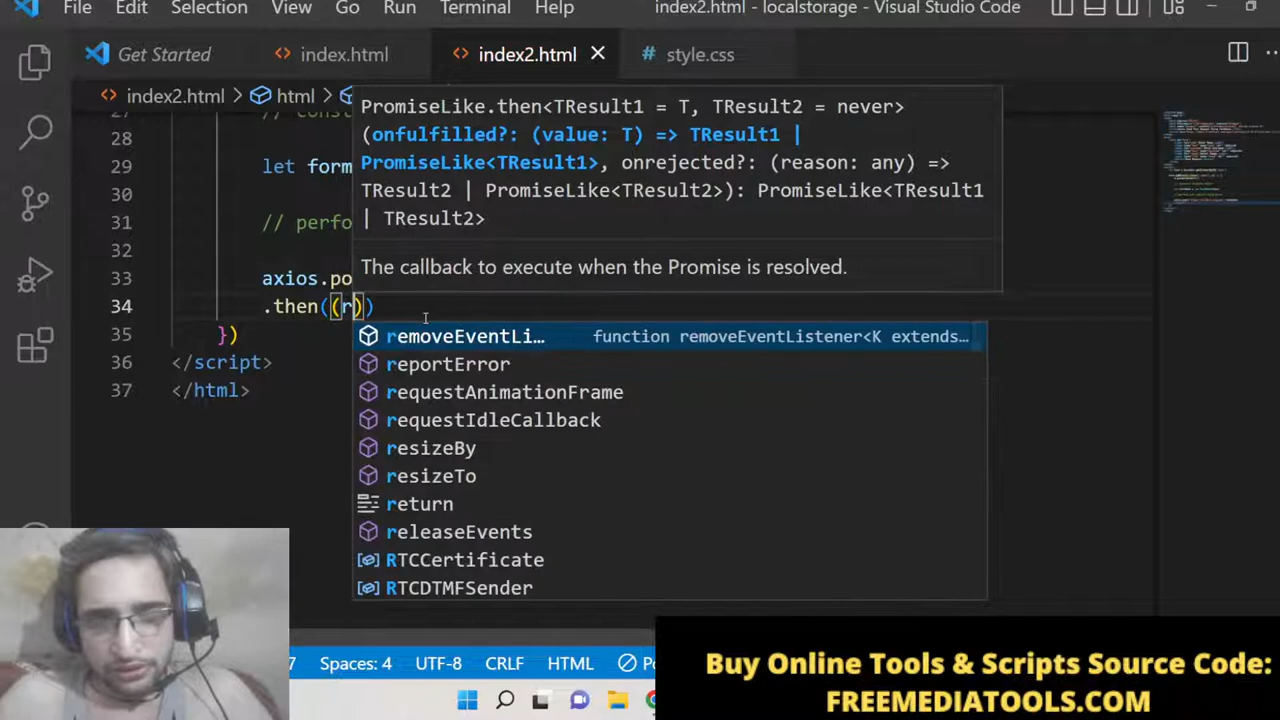 File Edit Selection View Go Run Terminal Help index2.html - localstorage - Visual Studio Code
Get Started <> index.html <> index2.html × # style.css
<> index2.html > html >
27
28
29 let form
30
31 // perfo
32
33 axios.po
34 .then((r))
35 })
36 </script>
37 </html>
PromiseLike.then<TResult1 = T, TResult2 = never>
(onfulfilled?: (value: T) => TResult1 |
PromiseLike<TResult1>, onrejected?: (reason: any) =>
TResult2 | PromiseLike<TResult2>): PromiseLike<TResult1
| TResult2>
The callback to execute when the Promise is resolved.
removeEventLi… function removeEventListener<K extends…
reportError
requestAnimationFrame
requestIdleCallback
resizeBy
resizeTo
return
releaseEvents
RTCCertificate
RTCDTMFSender
7 Spaces: 4 UTF-8 CRLF HTML
Buy Online Tools & Scripts Source Code:
FREEMEDIATOOLS.COM